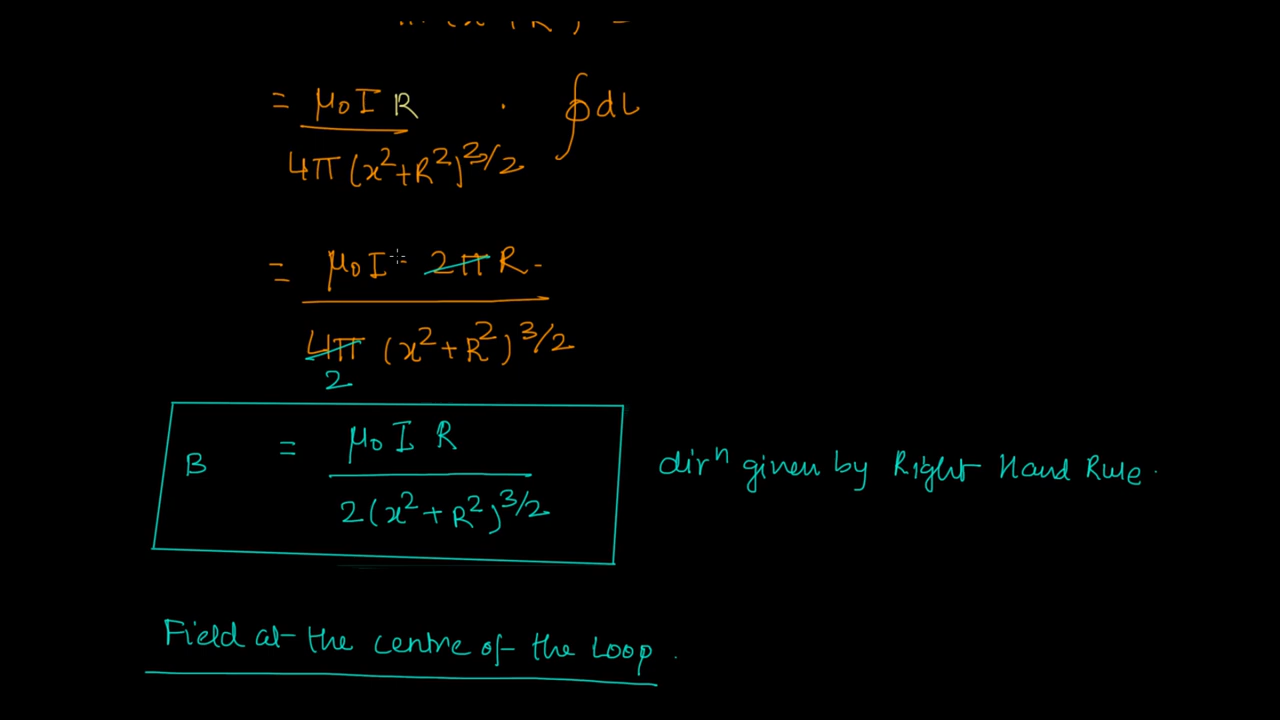 = μ₀ I R / 4π (x² + R²)^3/2 . ∮ dL
= μ₀ I 2π R / 4π (x² + R²)^3/2
2
B = μ₀ I R / 2 (x² + R²)^3/2 dirⁿ given by Right Hand Rule.
Field at the centre of the Loop.